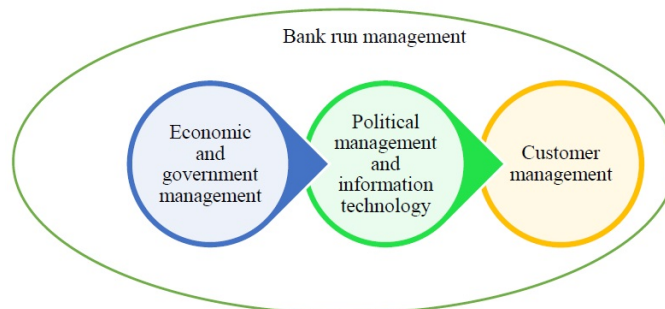 Bank run management
Economic
and
government
management
Political
management
and
information
technology
Customer
management